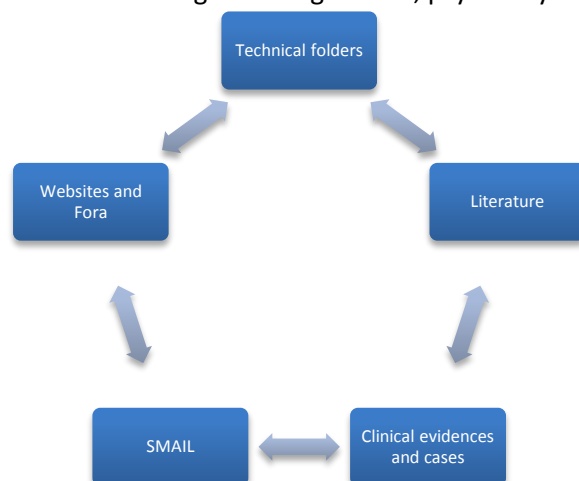 Technical folders
Websites and
Fora
Literature
SMAIL
Clinical evidences
and cases